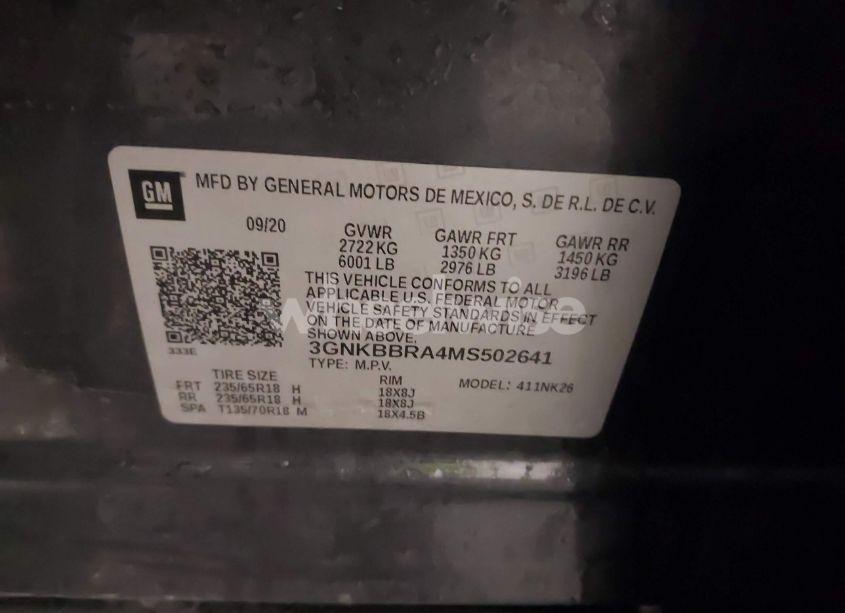 GM MFD BY GENERAL MOTORS DE MEXICO, S. DE R.L. DE C.V.
09/20 GVWR GAWR FRT GAWR RR
2722 KG 1350 KG 1450 KG
6001 LB 2976 LB 3196 LB
THIS VEHICLE CONFORMS TO ALL
APPLICABLE U.S. FEDERAL MOTOR
VEHICLE SAFETY STANDARDS IN EFFECT
ON THE DATE OF MANUFACTURE
SHOWN ABOVE.
333E 3GNKBBRA4MS502641
TYPE: M.P.V.
TIRE SIZE RIM MODEL: 411NK26
FRT 235/65R18 H 18X8J
RR 235/65R18 H 18X8J
SPA T135/70R18 M 18X4.5B